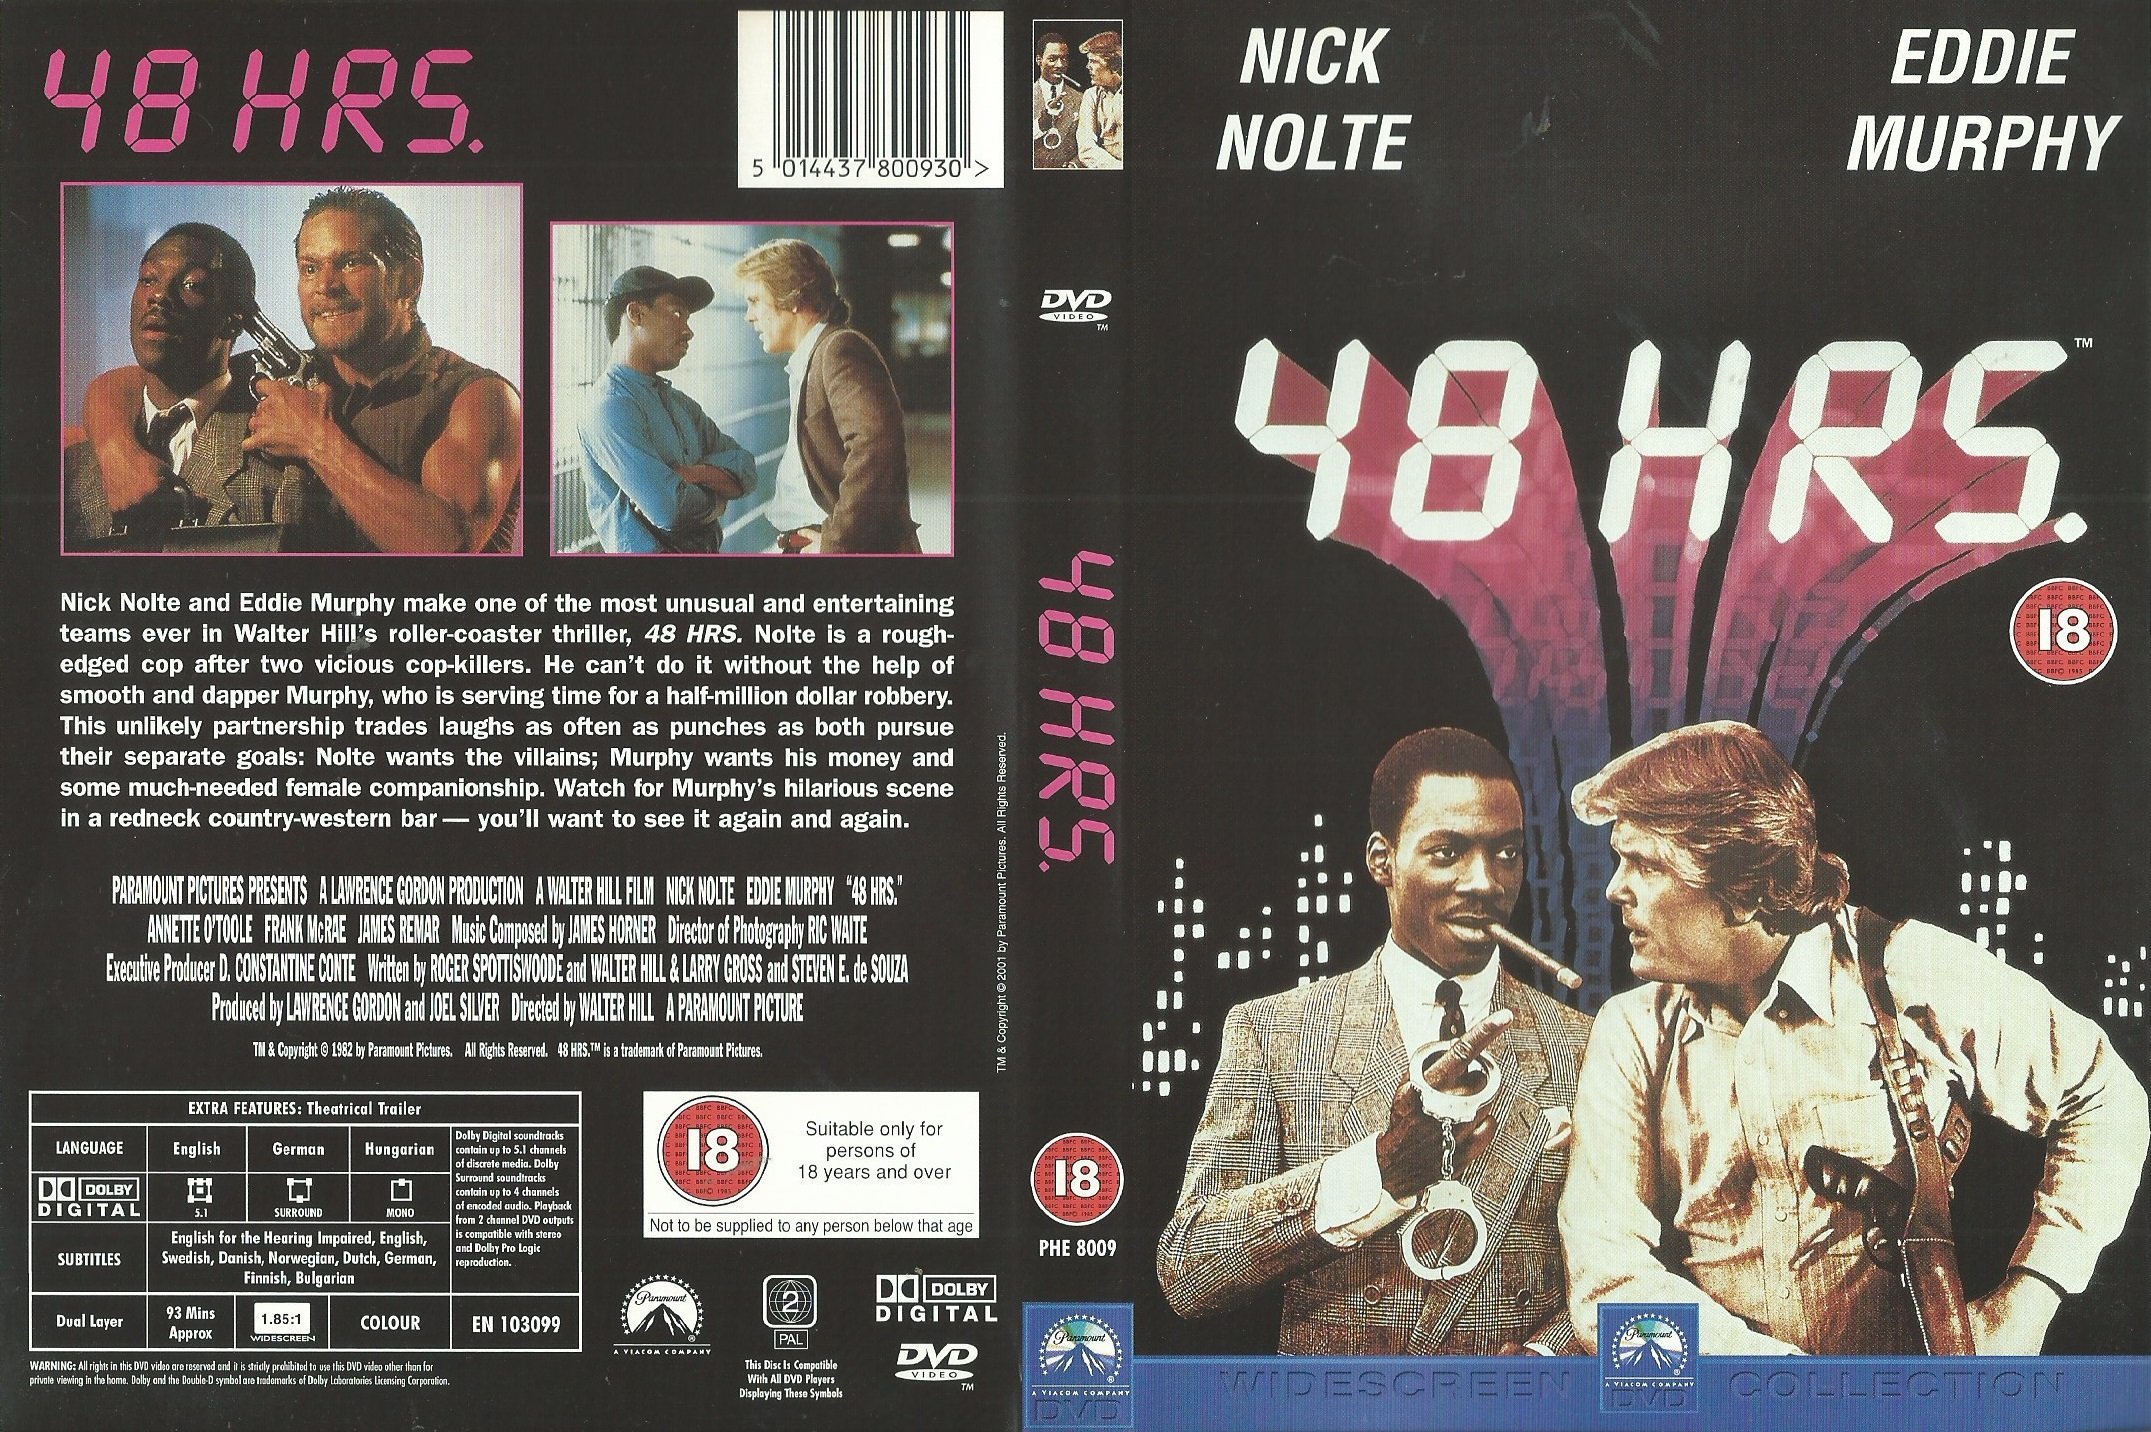 48 HRS.
5 014437 800930 >
Nick Nolte and Eddie Murphy make one of the most unusual and entertaining
teams ever in Walter Hill's roller-coaster thriller, 48 HRS. Nolte is a rough-
edged cop after two vicious cop-killers. He can't do it without the help of
smooth and dapper Murphy, who is serving time for a half-million dollar robbery.
This unlikely partnership trades laughs as often as punches as both pursue
their separate goals: Nolte wants the villains; Murphy wants his money and
some much-needed female companionship. Watch for Murphy's hilarious scene
in a redneck country-western bar — you'll want to see it again and again.
PARAMOUNT PICTURES PRESENTS A LAWRENCE GORDON PRODUCTION A WALTER HILL FILM NICK NOLTE EDDIE MURPHY "48 HRS."
ANNETTE O'TOOLE FRANK McRAE JAMES REMAR Music Composed by JAMES HORNER Director of Photography RIC WAITE
Executive Producer D. CONSTANTINE CONTE Written by ROGER SPOTTISWOODE and WALTER HILL & LARRY GROSS and STEVEN E. de SOUZA
Produced by LAWRENCE GORDON and JOEL SILVER Directed by WALTER HILL A PARAMOUNT PICTURE
TM & Copyright © 1982 by Paramount Pictures. All Rights Reserved. 48 HRS.™ is a trademark of Paramount Pictures.
EXTRA FEATURES: Theatrical Trailer
LANGUAGE English German Hungarian
DOLBY
DIGITAL
5.1 SURROUND MONO
Dolby Digital soundtracks
contain up to 5.1 channels
of discrete media. Dolby
Surround soundtracks
contain up to 4 channels
of encoded audio. Playback
from 2 channel DVD outputs
is compatible with stereo
and Dolby Pro Logic
reproduction.
SUBTITLES
English for the Hearing Impaired, English,
Swedish, Danish, Norwegian, Dutch, German,
Finnish, Bulgarian
Dual Layer
93 Mins
Approx
1.85:1
WIDESCREEN
COLOUR
EN 103099
WARNING: All rights in this DVD video are reserved and it is strictly prohibited to use this DVD video other than for
private viewing in the home. Dolby and the Double-D symbol are trademarks of Dolby Laboratories Licensing Corporation.
18
Suitable only for
persons of
18 years and over
Not to be supplied to any person below that age
Paramount
®
A VIACOM COMPANY
2
PAL
This Disc Is Compatible
With All DVD Players
Displaying These Symbols
DOLBY
DIGITAL
DVD
VIDEO
TM
TM & Copyright © 2001 by Paramount Pictures. All Rights Reserved.
DVD
VIDEO
TM
48 HRS.
18
PHE 8009
Paramount
®
A VIACOM COMPANY
DVD
NICK
NOLTE
EDDIE
MURPHY
48 HRS.
TM
18
WIDESCREEN
Paramount
®
A VIACOM COMPANY
DVD
COLLECTION